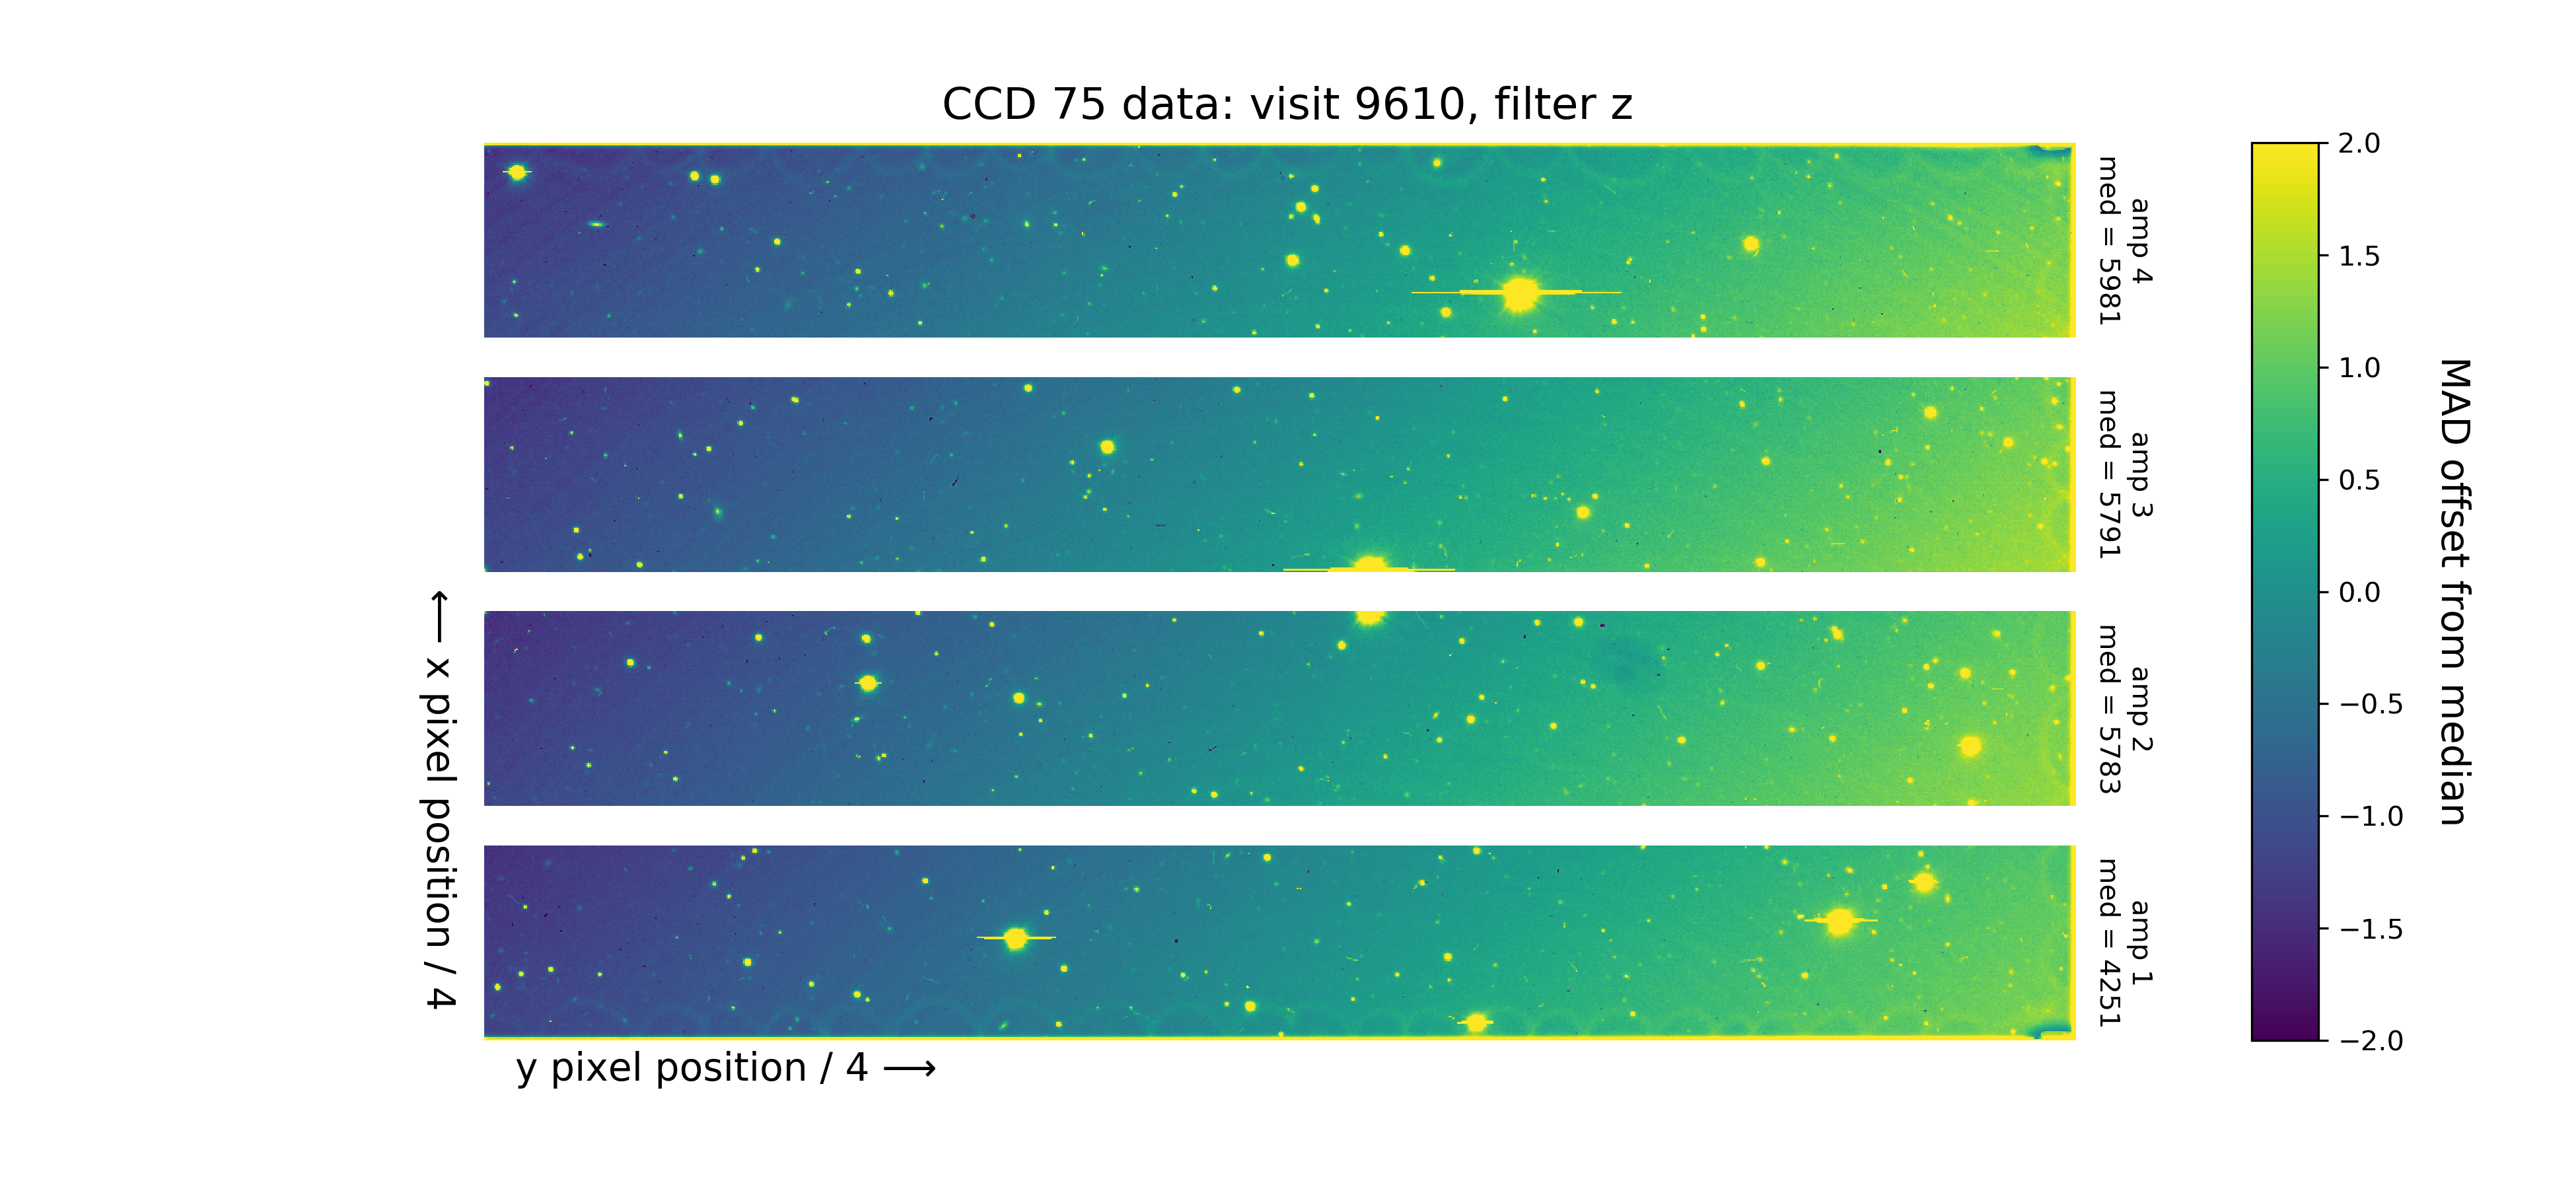 CCD 75 data: visit 9610, filter z
amp 4
med = 5981
amp 3
med = 5791
amp 2
med = 5783
amp 1
med = 4251
⟵ x pixel position / 4
y pixel position / 4 ⟶
2.0
1.5
1.0
0.5
0.0
−0.5
−1.0
−1.5
−2.0
MAD offset from median